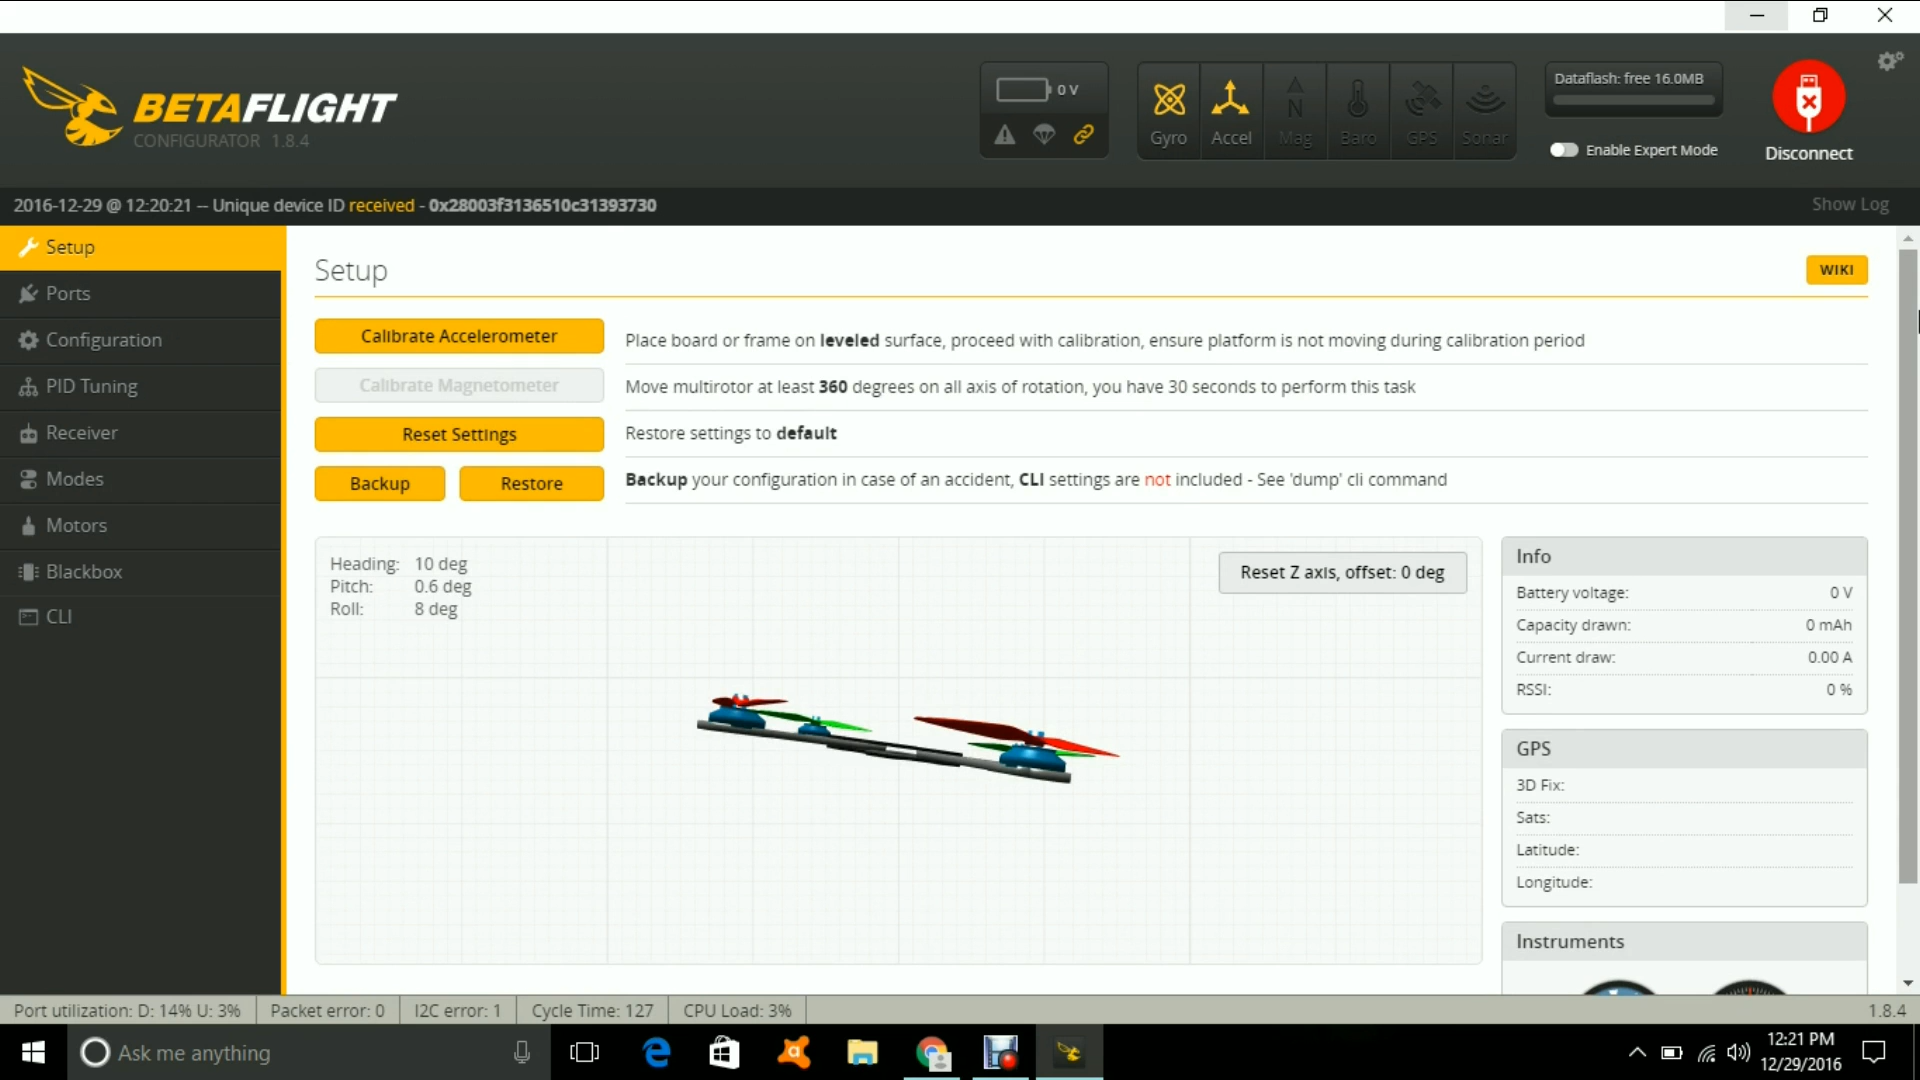 BETAFLIGHT
CONFIGURATOR 1.8.4
0 V
Gyro
Accel
Mag
Baro
GPS
Sonar
Dataflash: free 16.0MB
Enable Expert Mode
Disconnect
2016-12-29 @ 12:20:21 -- Unique device ID received - 0x28003f3136510c31393730
Show Log
Setup
Ports
Configuration
PID Tuning
Receiver
Modes
Motors
Blackbox
CLI
Setup
WIKI
Calibrate Accelerometer
Place board or frame on leveled surface, proceed with calibration, ensure platform is not moving during calibration period
Calibrate Magnetometer
Move multirotor at least 360 degrees on all axis of rotation, you have 30 seconds to perform this task
Reset Settings
Restore settings to default
Backup
Restore
Backup your configuration in case of an accident, CLI settings are not included - See 'dump' cli command
Heading: 10 deg
Pitch: 0.6 deg
Roll: 8 deg
Reset Z axis, offset: 0 deg
Info
Battery voltage: 0 V
Capacity drawn: 0 mAh
Current draw: 0.00 A
RSSI: 0 %
GPS
3D Fix:
Sats:
Latitude:
Longitude:
Instruments
Port utilization: D: 14% U: 3%
Packet error: 0
I2C error: 1
Cycle Time: 127
CPU Load: 3%
1.8.4
Ask me anything
12:21 PM
12/29/2016